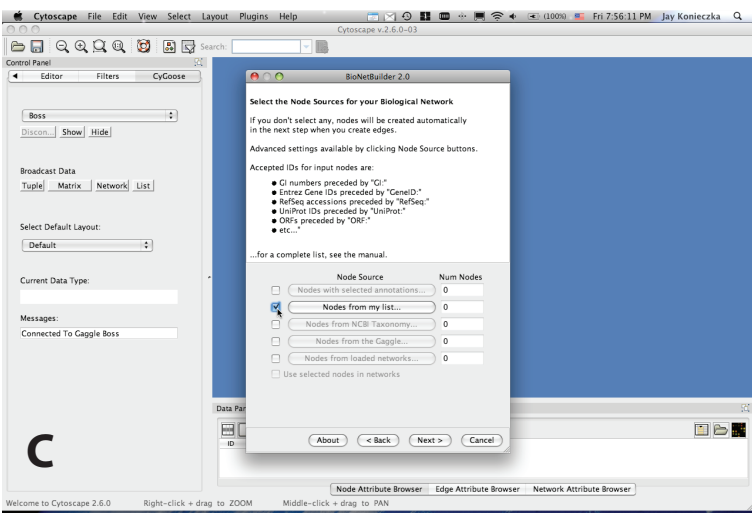 Cytoscape File Edit View Select Layout Plugins Help (100%) Fri 7:56:11 PM Jay Konieczka
Cytoscape v.2.6.0-03
Search:
Control Panel
Editor Filters CyGoose
Boss
Discon... Show Hide
Broadcast Data
Tuple Matrix Network List
Select Default Layout:
Default
Current Data Type:
Messages:
Connected To Gaggle Boss
C
BioNetBuilder 2.0
Select the Node Sources for your Biological Network
If you don't select any, nodes will be created automatically
in the next step when you create edges.
Advanced settings available by clicking Node Source buttons.
Accepted IDs for input nodes are:
● GI numbers preceded by "GI:"
● Entrez Gene IDs preceded by "GeneID:"
● RefSeq accessions preceded by "RefSeq:"
● UniProt IDs preceded by "UniProt:"
● ORFs preceded by "ORF:"
● etc..."
...for a complete list, see the manual.
Node Source Num Nodes
Nodes with selected annotations... 0
Nodes from my list... 0
Nodes from NCBI Taxonomy... 0
Nodes from the Gaggle... 0
Nodes from loaded networks... 0
Use selected nodes in networks
About < Back Next > Cancel
Data Par
ID
Node Attribute Browser Edge Attribute Browser Network Attribute Browser
Welcome to Cytoscape 2.6.0 Right-click + drag to ZOOM Middle-click + drag to PAN